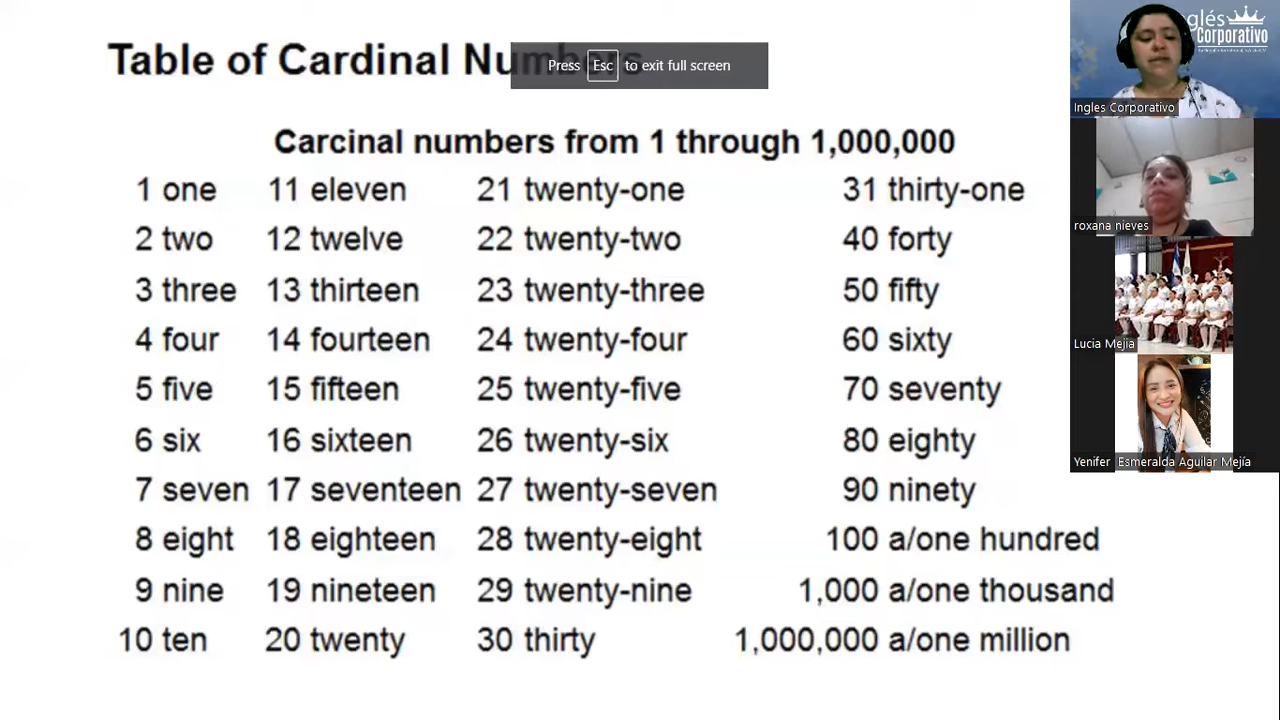 Table of Cardinal Numbers
Press Esc to exit full screen
Carcinal numbers from 1 through 1,000,000
1 one 11 eleven 21 twenty-one 31 thirty-one
2 two 12 twelve 22 twenty-two 40 forty
3 three 13 thirteen 23 twenty-three 50 fifty
4 four 14 fourteen 24 twenty-four 60 sixty
5 five 15 fifteen 25 twenty-five 70 seventy
6 six 16 sixteen 26 twenty-six 80 eighty
7 seven 17 seventeen 27 twenty-seven 90 ninety
8 eight 18 eighteen 28 twenty-eight 100 a/one hundred
9 nine 19 nineteen 29 twenty-nine 1,000 a/one thousand
10 ten 20 twenty 30 thirty 1,000,000 a/one million
Corporativo
Ingles Corporativo
roxana nieves
Lucia Mejia
Yenifer Esmeralda Aguilar Mejía